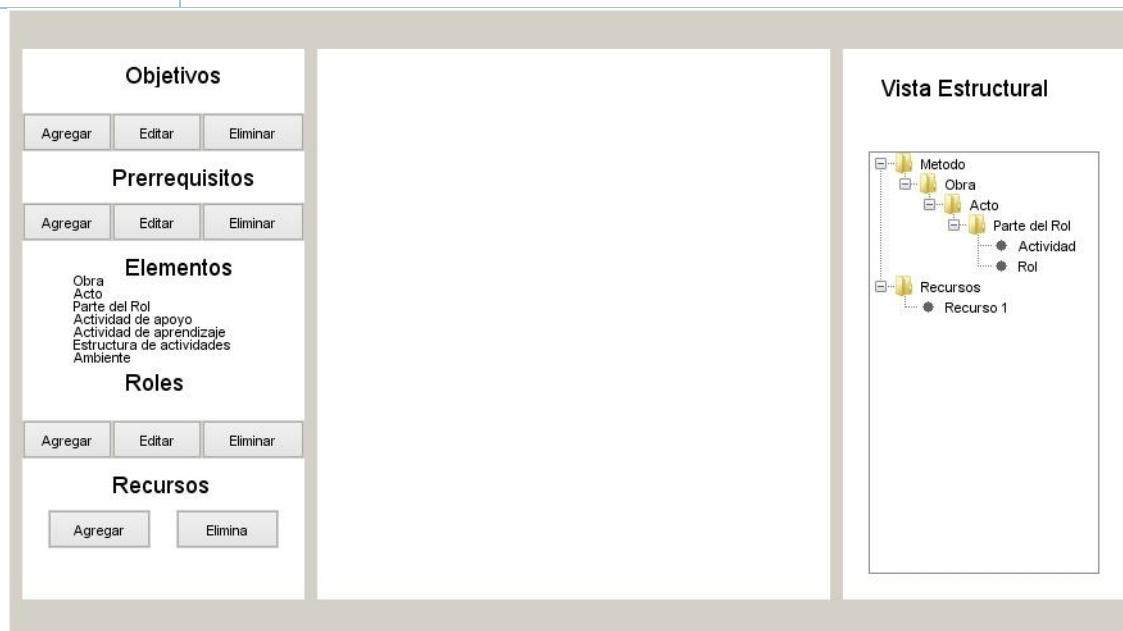 Objetivos
Agregar Editar Eliminar
Prerrequisitos
Agregar Editar Eliminar
Elementos
Obra
Acto
Parte del Rol
Actividad de apoyo
Actividad de aprendizaje
Estructura de actividades
Ambiente
Roles
Agregar Editar Eliminar
Recursos
Agregar Elimina
Vista Estructural
Metodo
Obra
Acto
Parte del Rol
Actividad
Rol
Recursos
Recurso 1